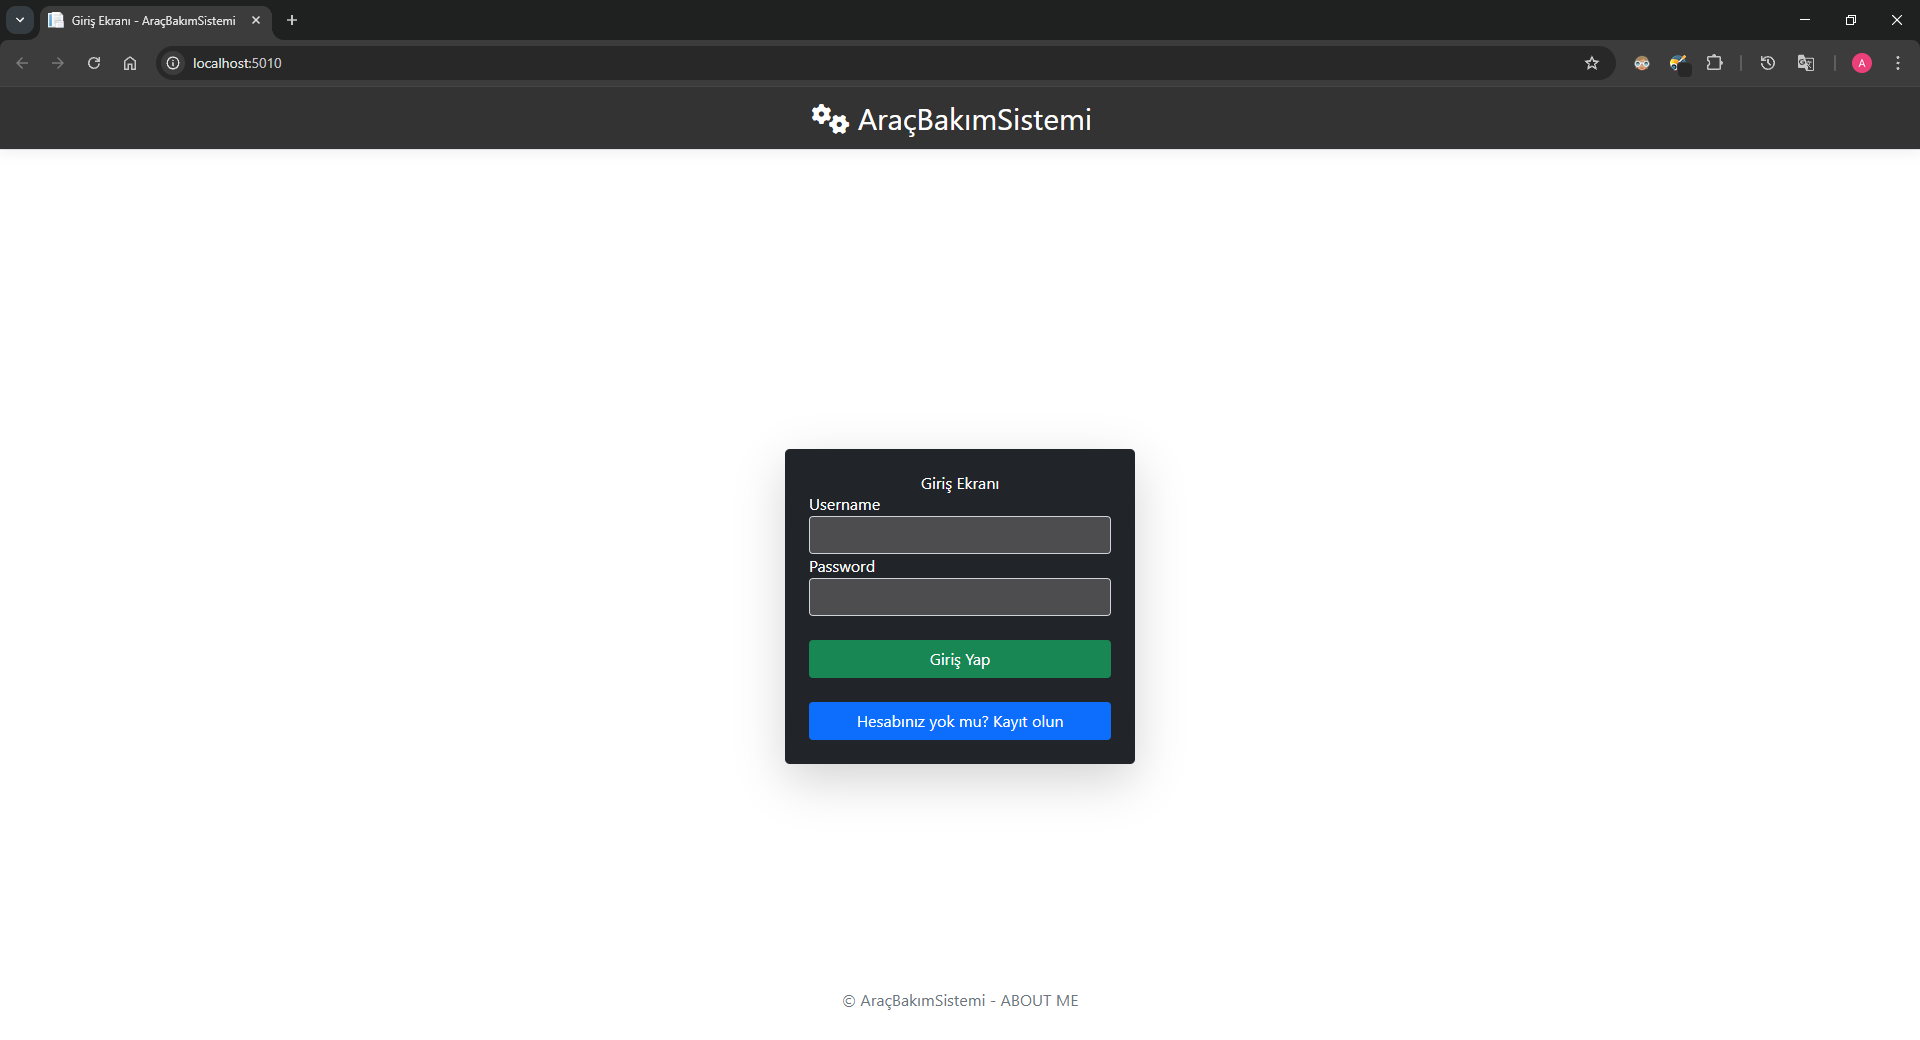 Giriş Ekranı - AraçBakımSistemi
localhost:5010
A
AraçBakımSistemi
Giriş Ekranı
Username
Password
Giriş Yap
Hesabınız yok mu? Kayıt olun
© AraçBakımSistemi - ABOUT ME